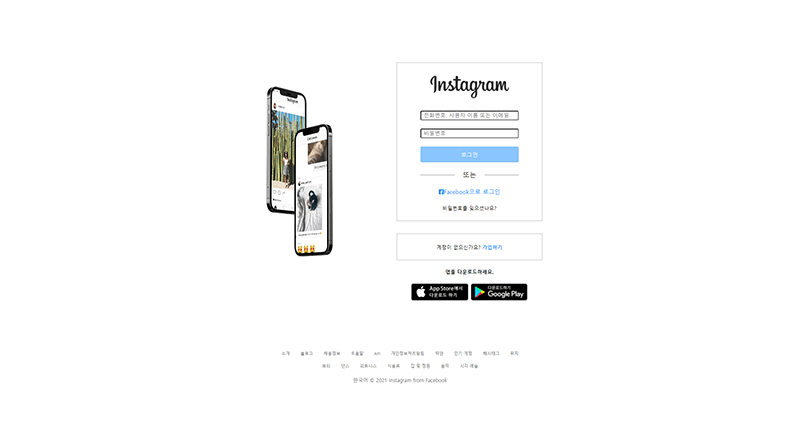 Instagram
전화번호, 사용자 이름 또는 이메일
비밀번호
로그인
또는
Facebook으로 로그인
비밀번호를 잊으셨나요?
계정이 없으신가요? 가입하기
앱을 다운로드하세요.
App Store에서
다운로드 하기
다운로드하기
Google Play
소개 블로그 채용정보 도움말 API 개인정보처리방침 약관 인기 계정 해시태그 위치
뷰티 댄스 피트니스 식음료 집 및 정원 음악 시각 예술
한국어 © 2021 Instagram from Facebook